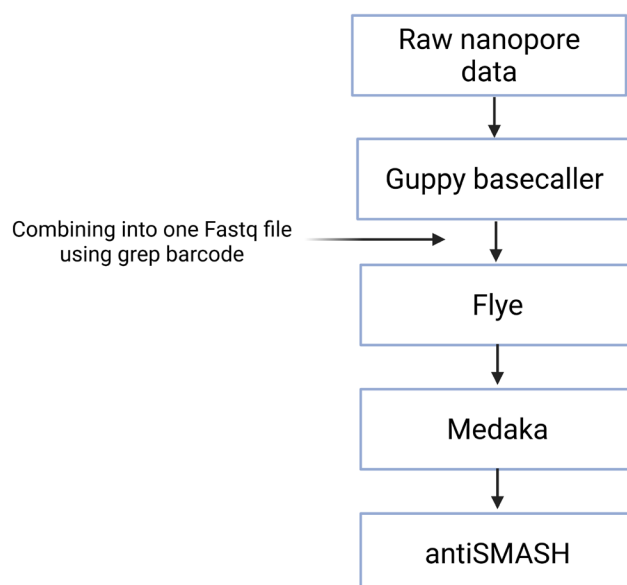 Raw nanopore
data
Guppy basecaller
Combining into one Fastq file
using grep barcode
Flye
Medaka
antiSMASH